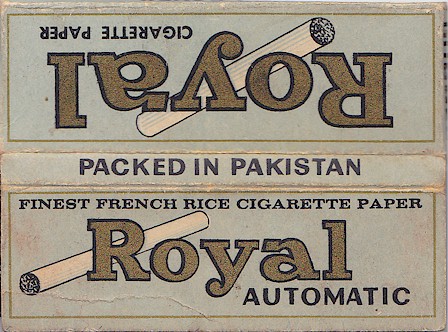 CIGARETTE PAPER
Royal
PACKED IN PAKISTAN
FINEST FRENCH RICE CIGARETTE PAPER
Royal
AUTOMATIC